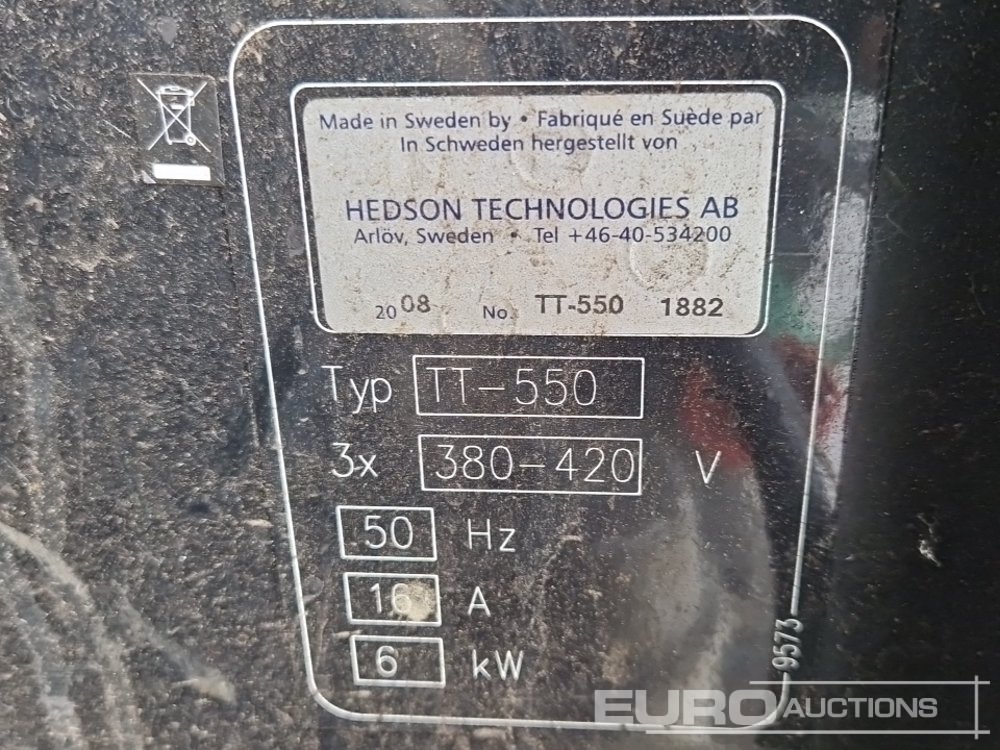 Made in Sweden by • Fabriqué en Suède par
In Schweden hergestellt von
HEDSON TECHNOLOGIES AB
Arlöv, Sweden • Tel +46-40-534200
2008 No. TT-550 1882
Typ TT-550
3x 380-420 V
50 Hz
16 A
6 kW
9573
EURO AUCTIONS